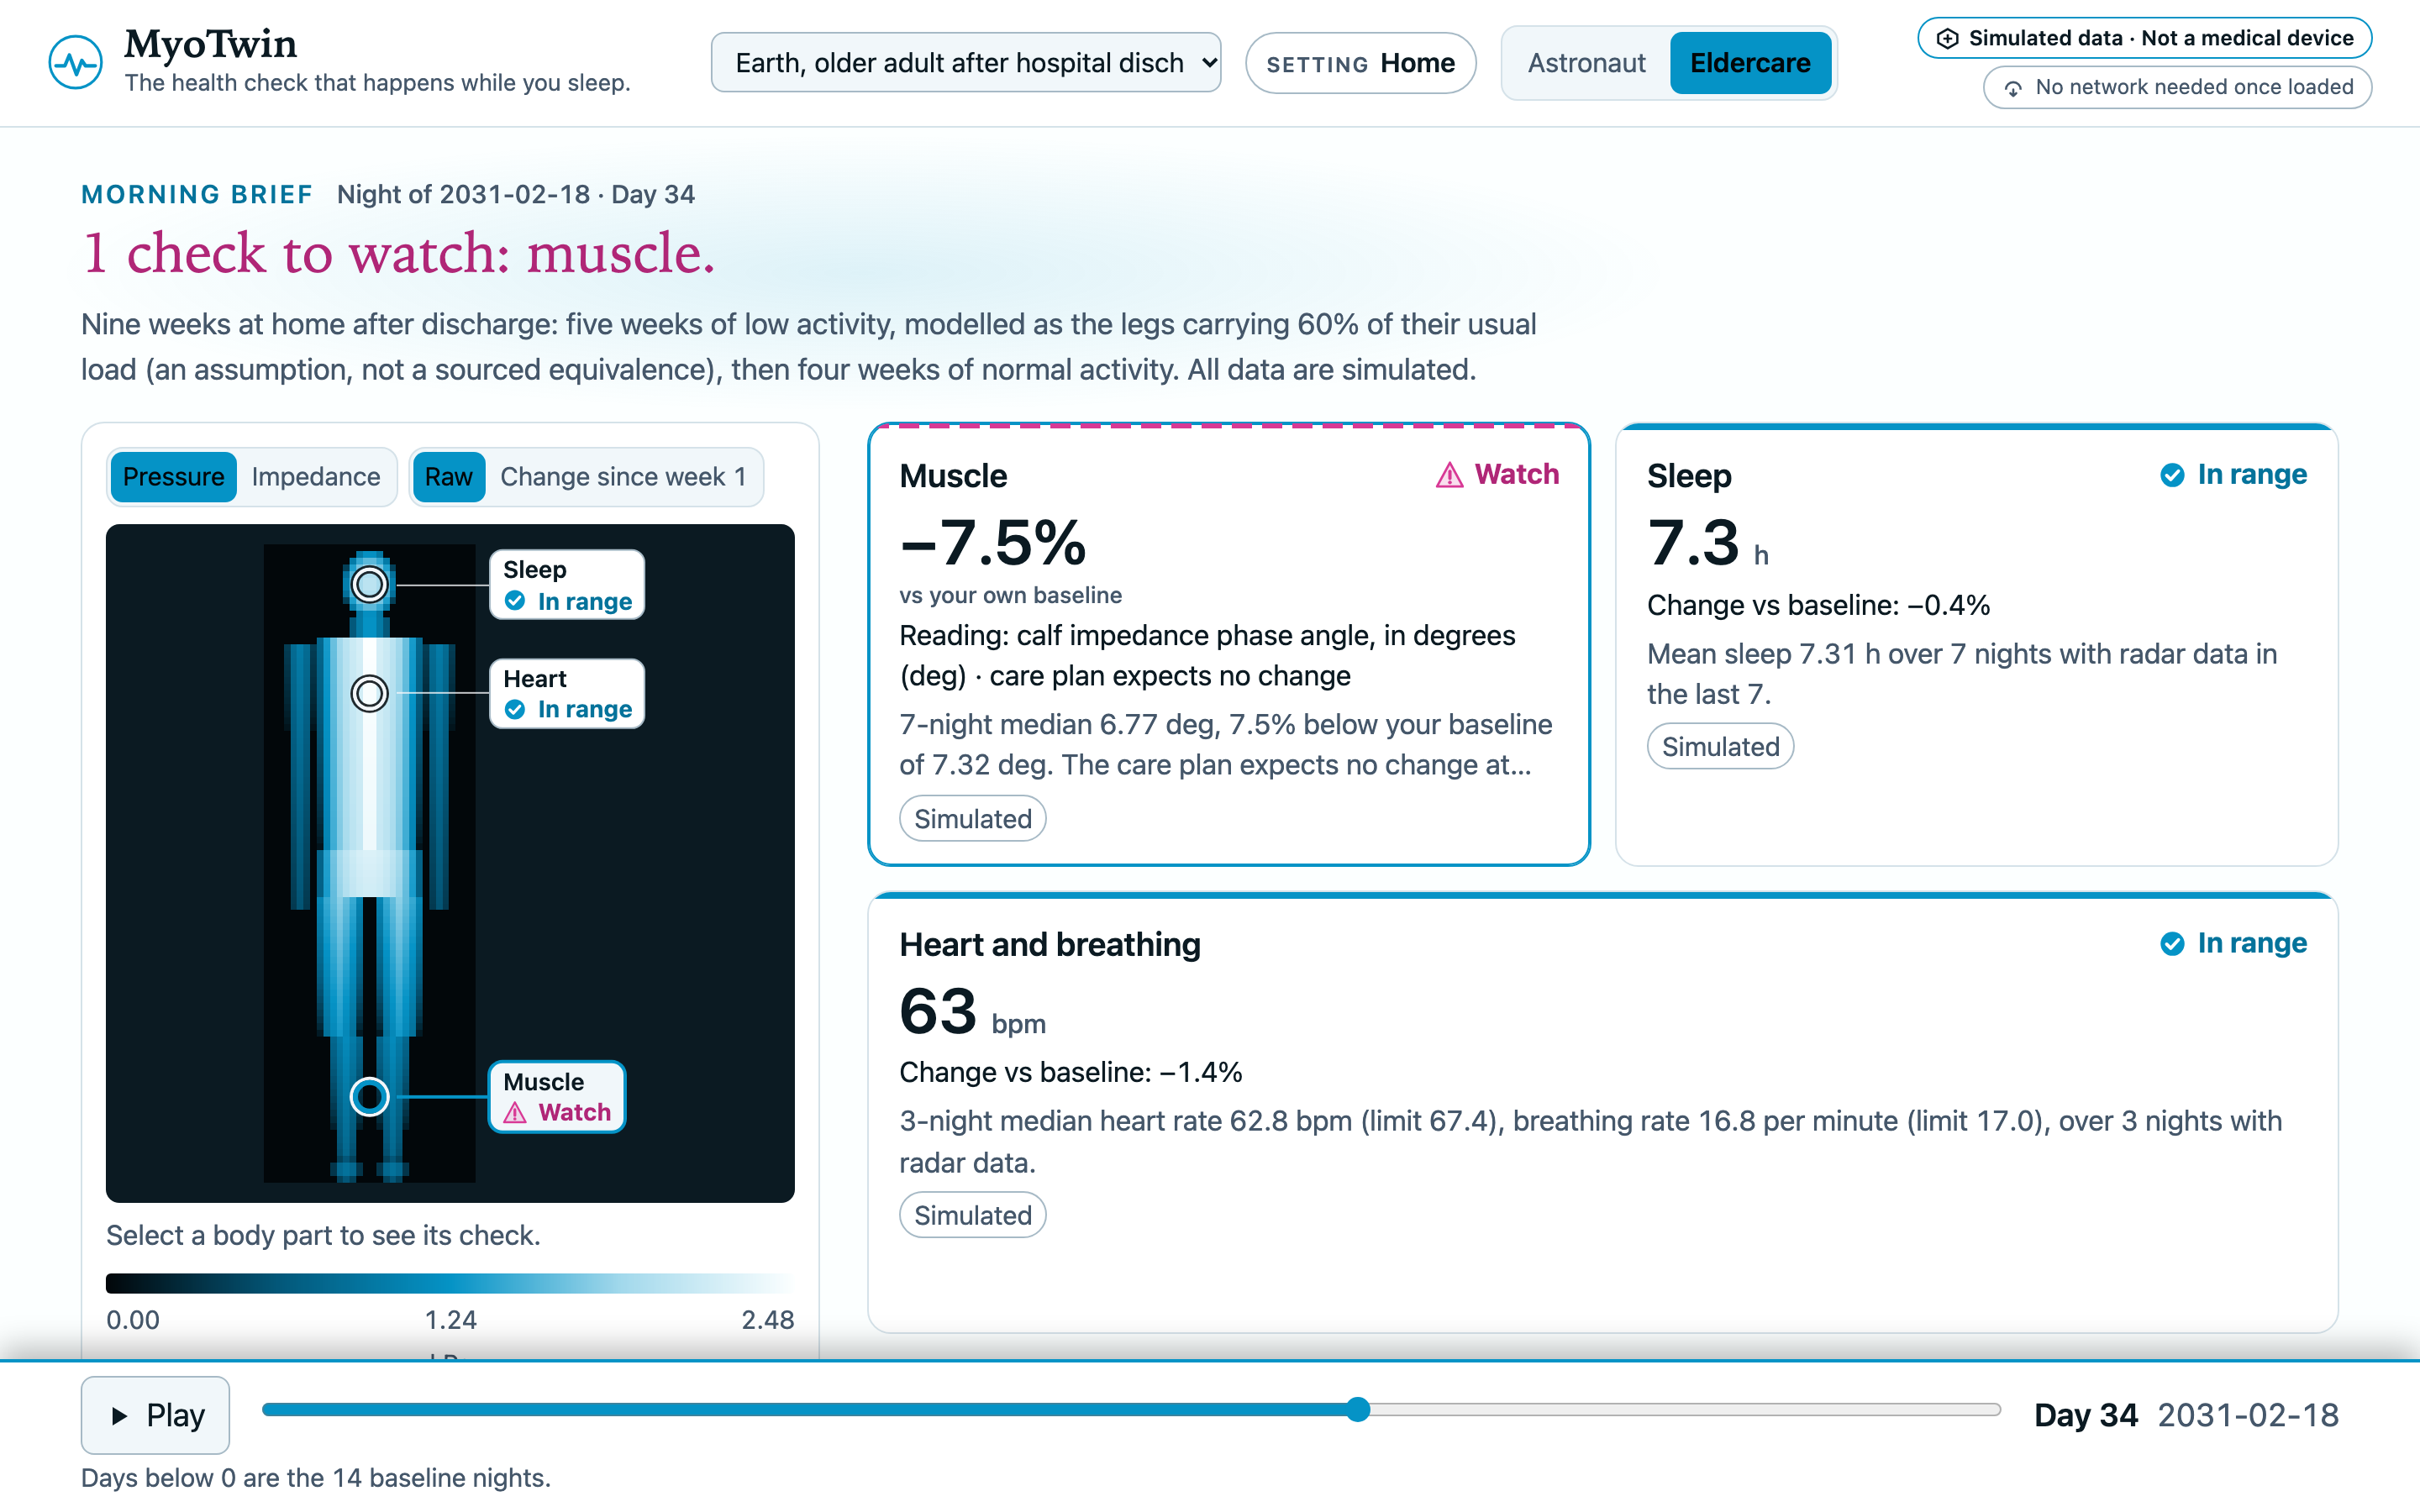 MyoTwin
The health check that happens while you sleep.
Earth, older adult after hospital disch
SETTING Home
Astronaut
Eldercare
Simulated data · Not a medical device
No network needed once loaded
MORNING BRIEF Night of 2031-02-18 · Day 34
1 check to watch: muscle.
Nine weeks at home after discharge: five weeks of low activity, modelled as the legs carrying 60% of their usual
load (an assumption, not a sourced equivalence), then four weeks of normal activity. All data are simulated.
Pressure
Impedance
Raw
Change since week 1
Sleep
In range
Heart
In range
Muscle
Watch
Select a body part to see its check.
0.00 1.24 2.48
Muscle
Watch
−7.5%
vs your own baseline
Reading: calf impedance phase angle, in degrees
(deg) · care plan expects no change
7-night median 6.77 deg, 7.5% below your baseline
of 7.32 deg. The care plan expects no change at...
Simulated
Sleep
In range
7.3 h
Change vs baseline: −0.4%
Mean sleep 7.31 h over 7 nights with radar data in
the last 7.
Simulated
Heart and breathing
In range
63 bpm
Change vs baseline: −1.4%
3-night median heart rate 62.8 bpm (limit 67.4), breathing rate 16.8 per minute (limit 17.0), over 3 nights with
radar data.
Simulated
Play
Day 34 2031-02-18
Days below 0 are the 14 baseline nights.